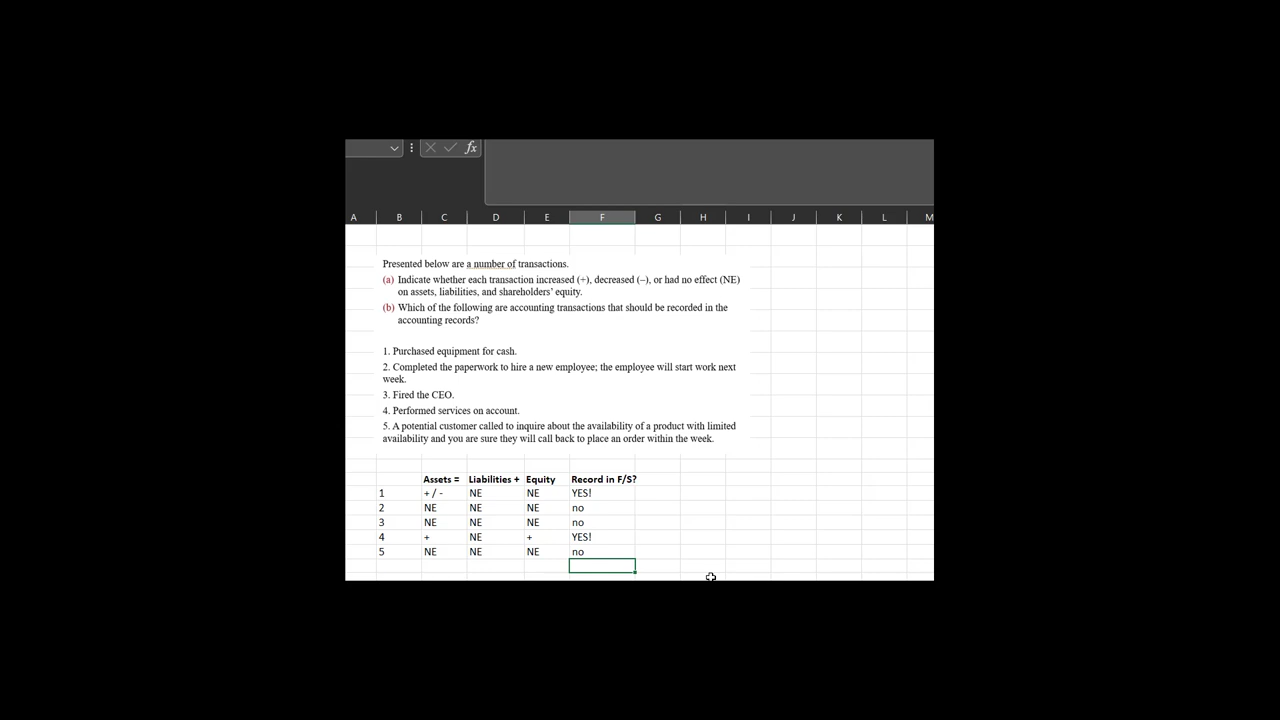 fx
A B C D E F G H I J K L M
Presented below are a number of transactions.
(a) Indicate whether each transaction increased (+), decreased (–), or had no effect (NE)
on assets, liabilities, and shareholders’ equity.
(b) Which of the following are accounting transactions that should be recorded in the
accounting records?
1. Purchased equipment for cash.
2. Completed the paperwork to hire a new employee; the employee will start work next
week.
3. Fired the CEO.
4. Performed services on account.
5. A potential customer called to inquire about the availability of a product with limited
availability and you are sure they will call back to place an order within the week.
Assets = Liabilities + Equity Record in F/S?
1 + / - NE NE YES!
2 NE NE NE no
3 NE NE NE no
4 + NE + YES!
5 NE NE NE no